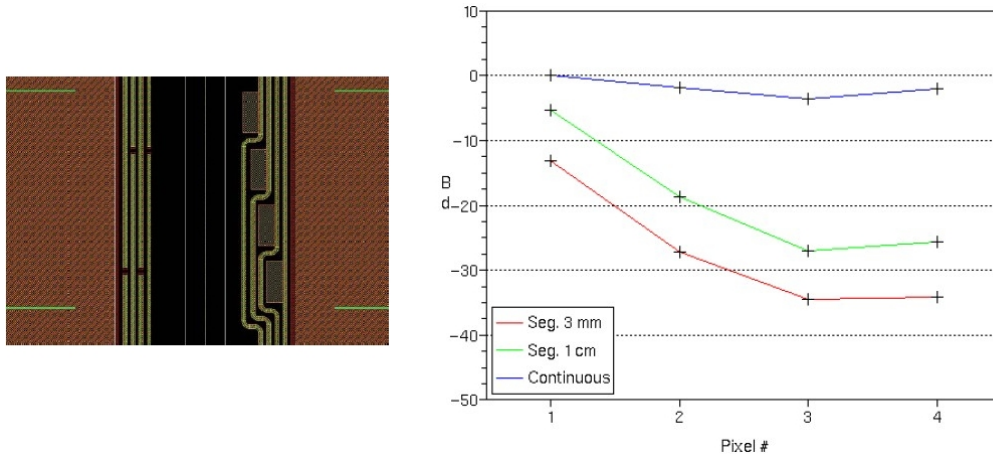 10
0
-10
B
d
-20
-30
-40
-50
Seg. 3 mm
Seg. 1 cm
Continuous
1 2 3 4
Pixel #